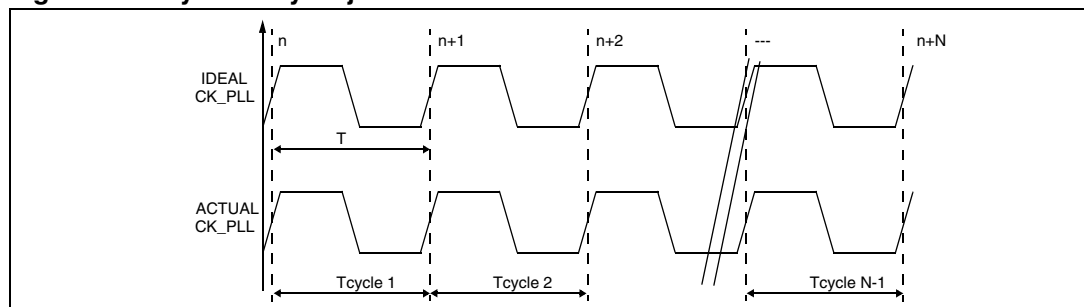 n n+1 n+2 --- n+N
IDEAL
CK_PLL
T
ACTUAL
CK_PLL
Tcycle 1 Tcycle 2 Tcycle N-1